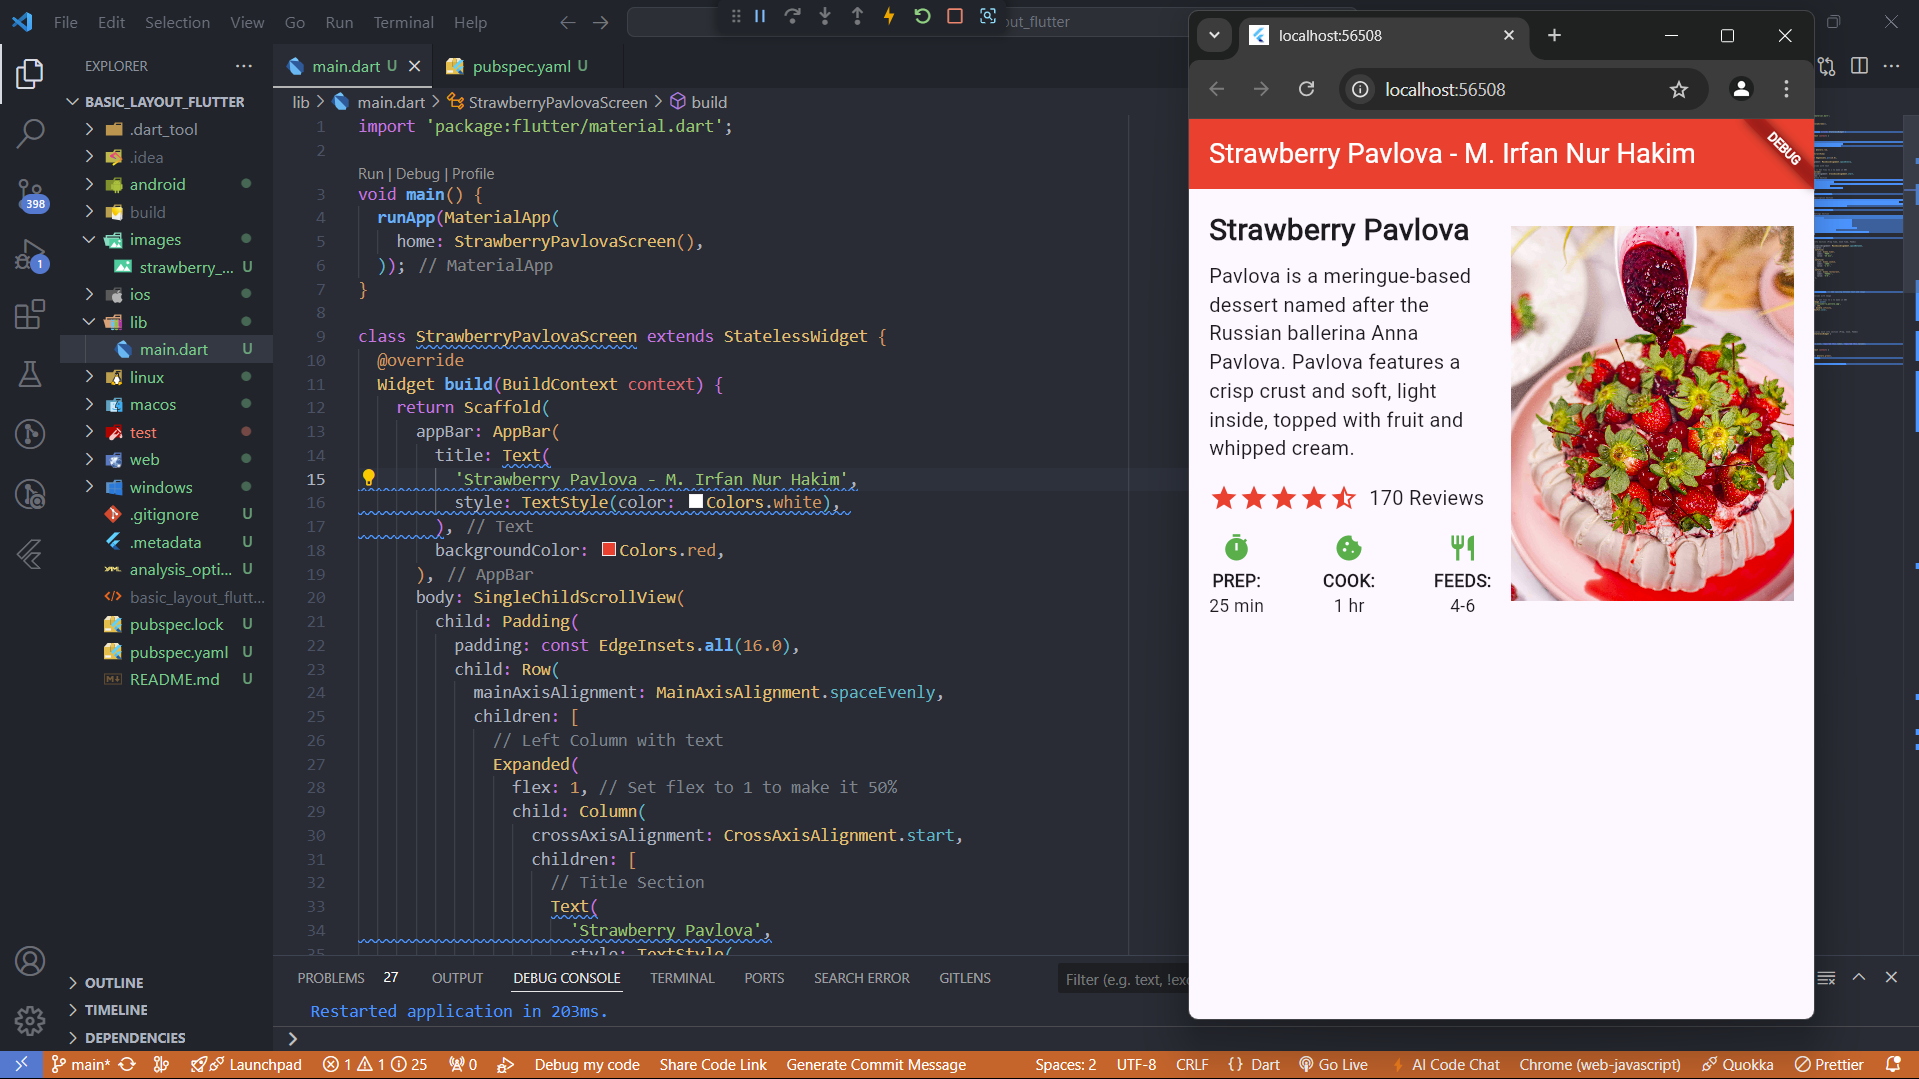 File Edit Selection View Go Run Terminal Help
out_flutter
EXPLORER
BASIC_LAYOUT_FLUTTER
.dart_tool
.idea
android
build
images
strawberry_... U
ios
lib
main.dart U
linux
macos
test
web
windows
.gitignore U
.metadata U
analysis_opti... U
basic_layout_flutt...
pubspec.lock U
pubspec.yaml U
README.md U
OUTLINE
TIMELINE
DEPENDENCIES
398
1
main.dart U
pubspec.yaml U
lib > main.dart > StrawberryPavlovaScreen > build
1 import 'package:flutter/material.dart';
2
Run | Debug | Profile
3 void main() {
4 runApp(MaterialApp(
5 home: StrawberryPavlovaScreen(),
6 )); // MaterialApp
7 }
8
9 class StrawberryPavlovaScreen extends StatelessWidget {
10 @override
11 Widget build(BuildContext context) {
12 return Scaffold(
13 appBar: AppBar(
14 title: Text(
15 'Strawberry Pavlova - M. Irfan Nur Hakim',
16 style: TextStyle(color: Colors.white),
17 ), // Text
18 backgroundColor: Colors.red,
19 ), // AppBar
20 body: SingleChildScrollView(
21 child: Padding(
22 padding: const EdgeInsets.all(16.0),
23 child: Row(
24 mainAxisAlignment: MainAxisAlignment.spaceEvenly,
25 children: [
26 // Left Column with text
27 Expanded(
28 flex: 1, // Set flex to 1 to make it 50%
29 child: Column(
30 crossAxisAlignment: CrossAxisAlignment.start,
31 children: [
32 // Title Section
33 Text(
34 'Strawberry Pavlova',
35 style: TextStyle(
PROBLEMS 27 OUTPUT DEBUG CONSOLE TERMINAL PORTS SEARCH ERROR GITLENS
Filter (e.g. text, !exc
Restarted application in 203ms.
localhost:56508
localhost:56508
Strawberry Pavlova - M. Irfan Nur Hakim
DEBUG
Strawberry Pavlova
Pavlova is a meringue-based
dessert named after the
Russian ballerina Anna
Pavlova. Pavlova features a
crisp crust and soft, light
inside, topped with fruit and
whipped cream.
170 Reviews
PREP: COOK: FEEDS:
25 min 1 hr 4-6
main* Launchpad 1 1 25 0 Debug my code Share Code Link Generate Commit Message Spaces: 2 UTF-8 CRLF {} Dart Go Live AI Code Chat Chrome (web-javascript) Quokka Prettier